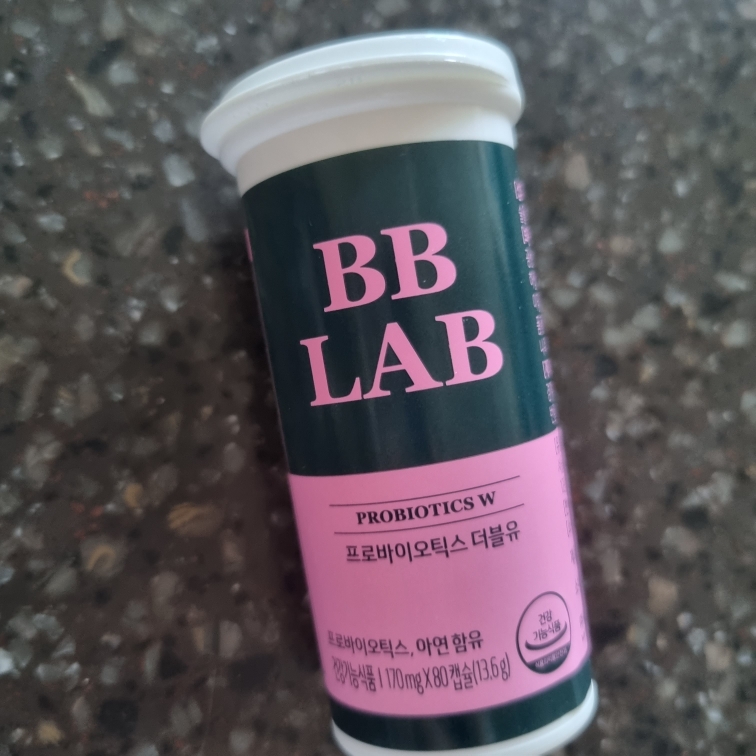 BB
LAB
PROBIOTICS W
프로바이오틱스 더블유
프로바이오틱스, 아연 함유
건강기능식품 I 170 mg X 80 캡슐(13.6 g)
건강
기능식품